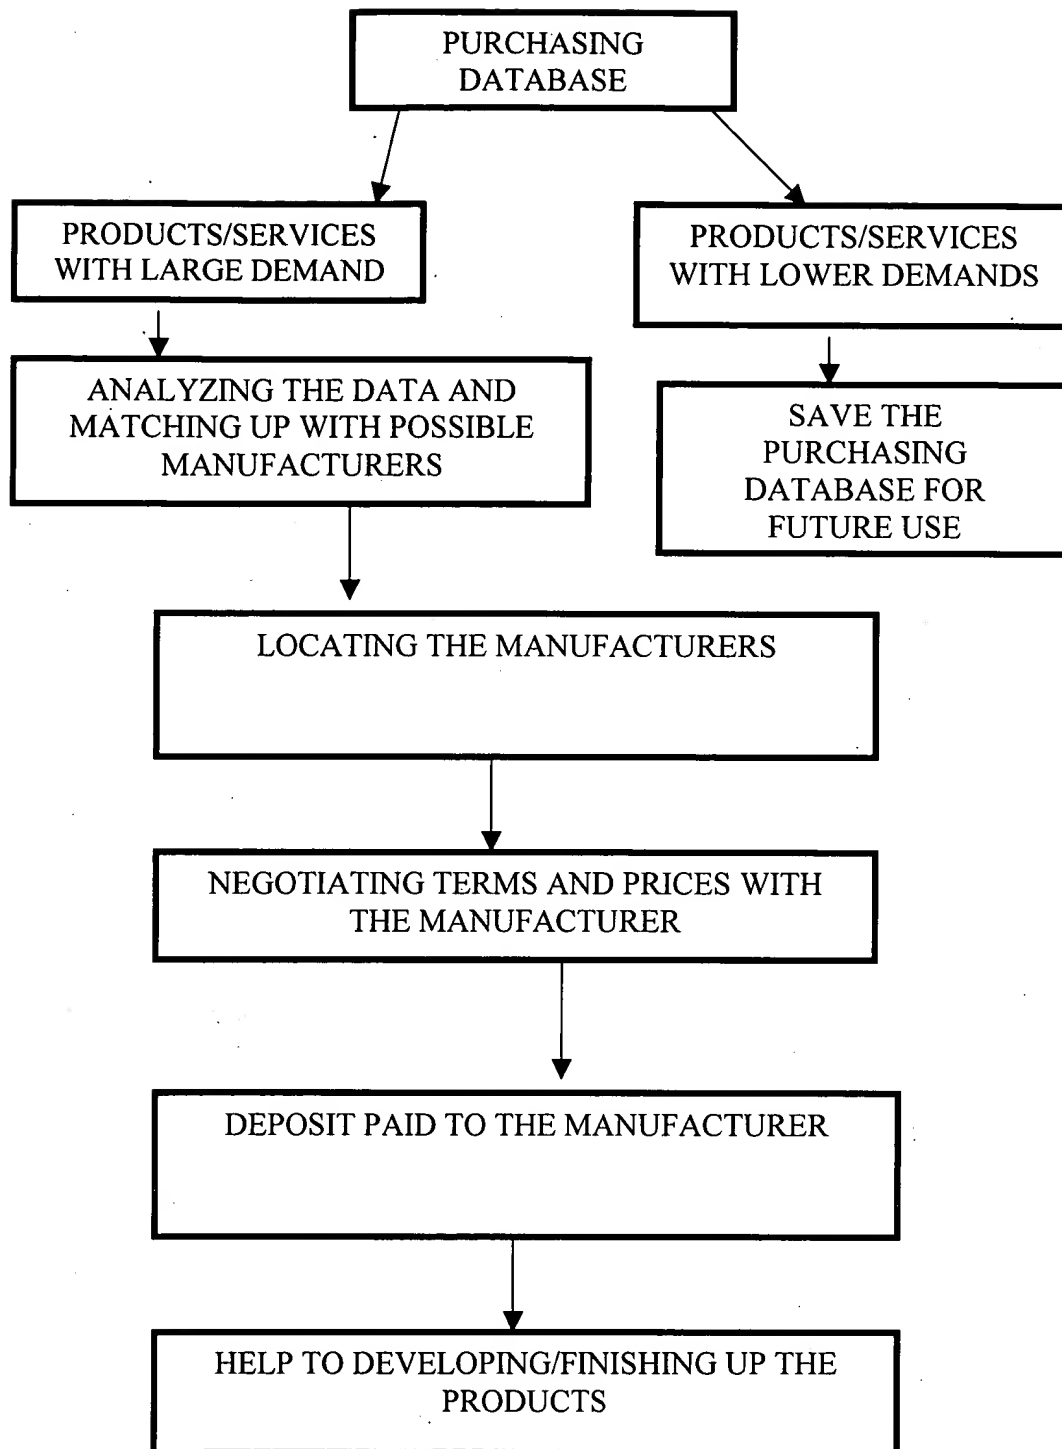 PURCHASING
DATABASE
PRODUCTS/SERVICES
WITH LARGE DEMAND
PRODUCTS/SERVICES
WITH LOWER DEMANDS
ANALYZING THE DATA AND
MATCHING UP WITH POSSIBLE
MANUFACTURERS
SAVE THE
PURCHASING
DATABASE FOR
FUTURE USE
LOCATING THE MANUFACTURERS
NEGOTIATING TERMS AND PRICES WITH
THE MANUFACTURER
DEPOSIT PAID TO THE MANUFACTURER
HELP TO DEVELOPING/FINISHING UP THE
PRODUCTS